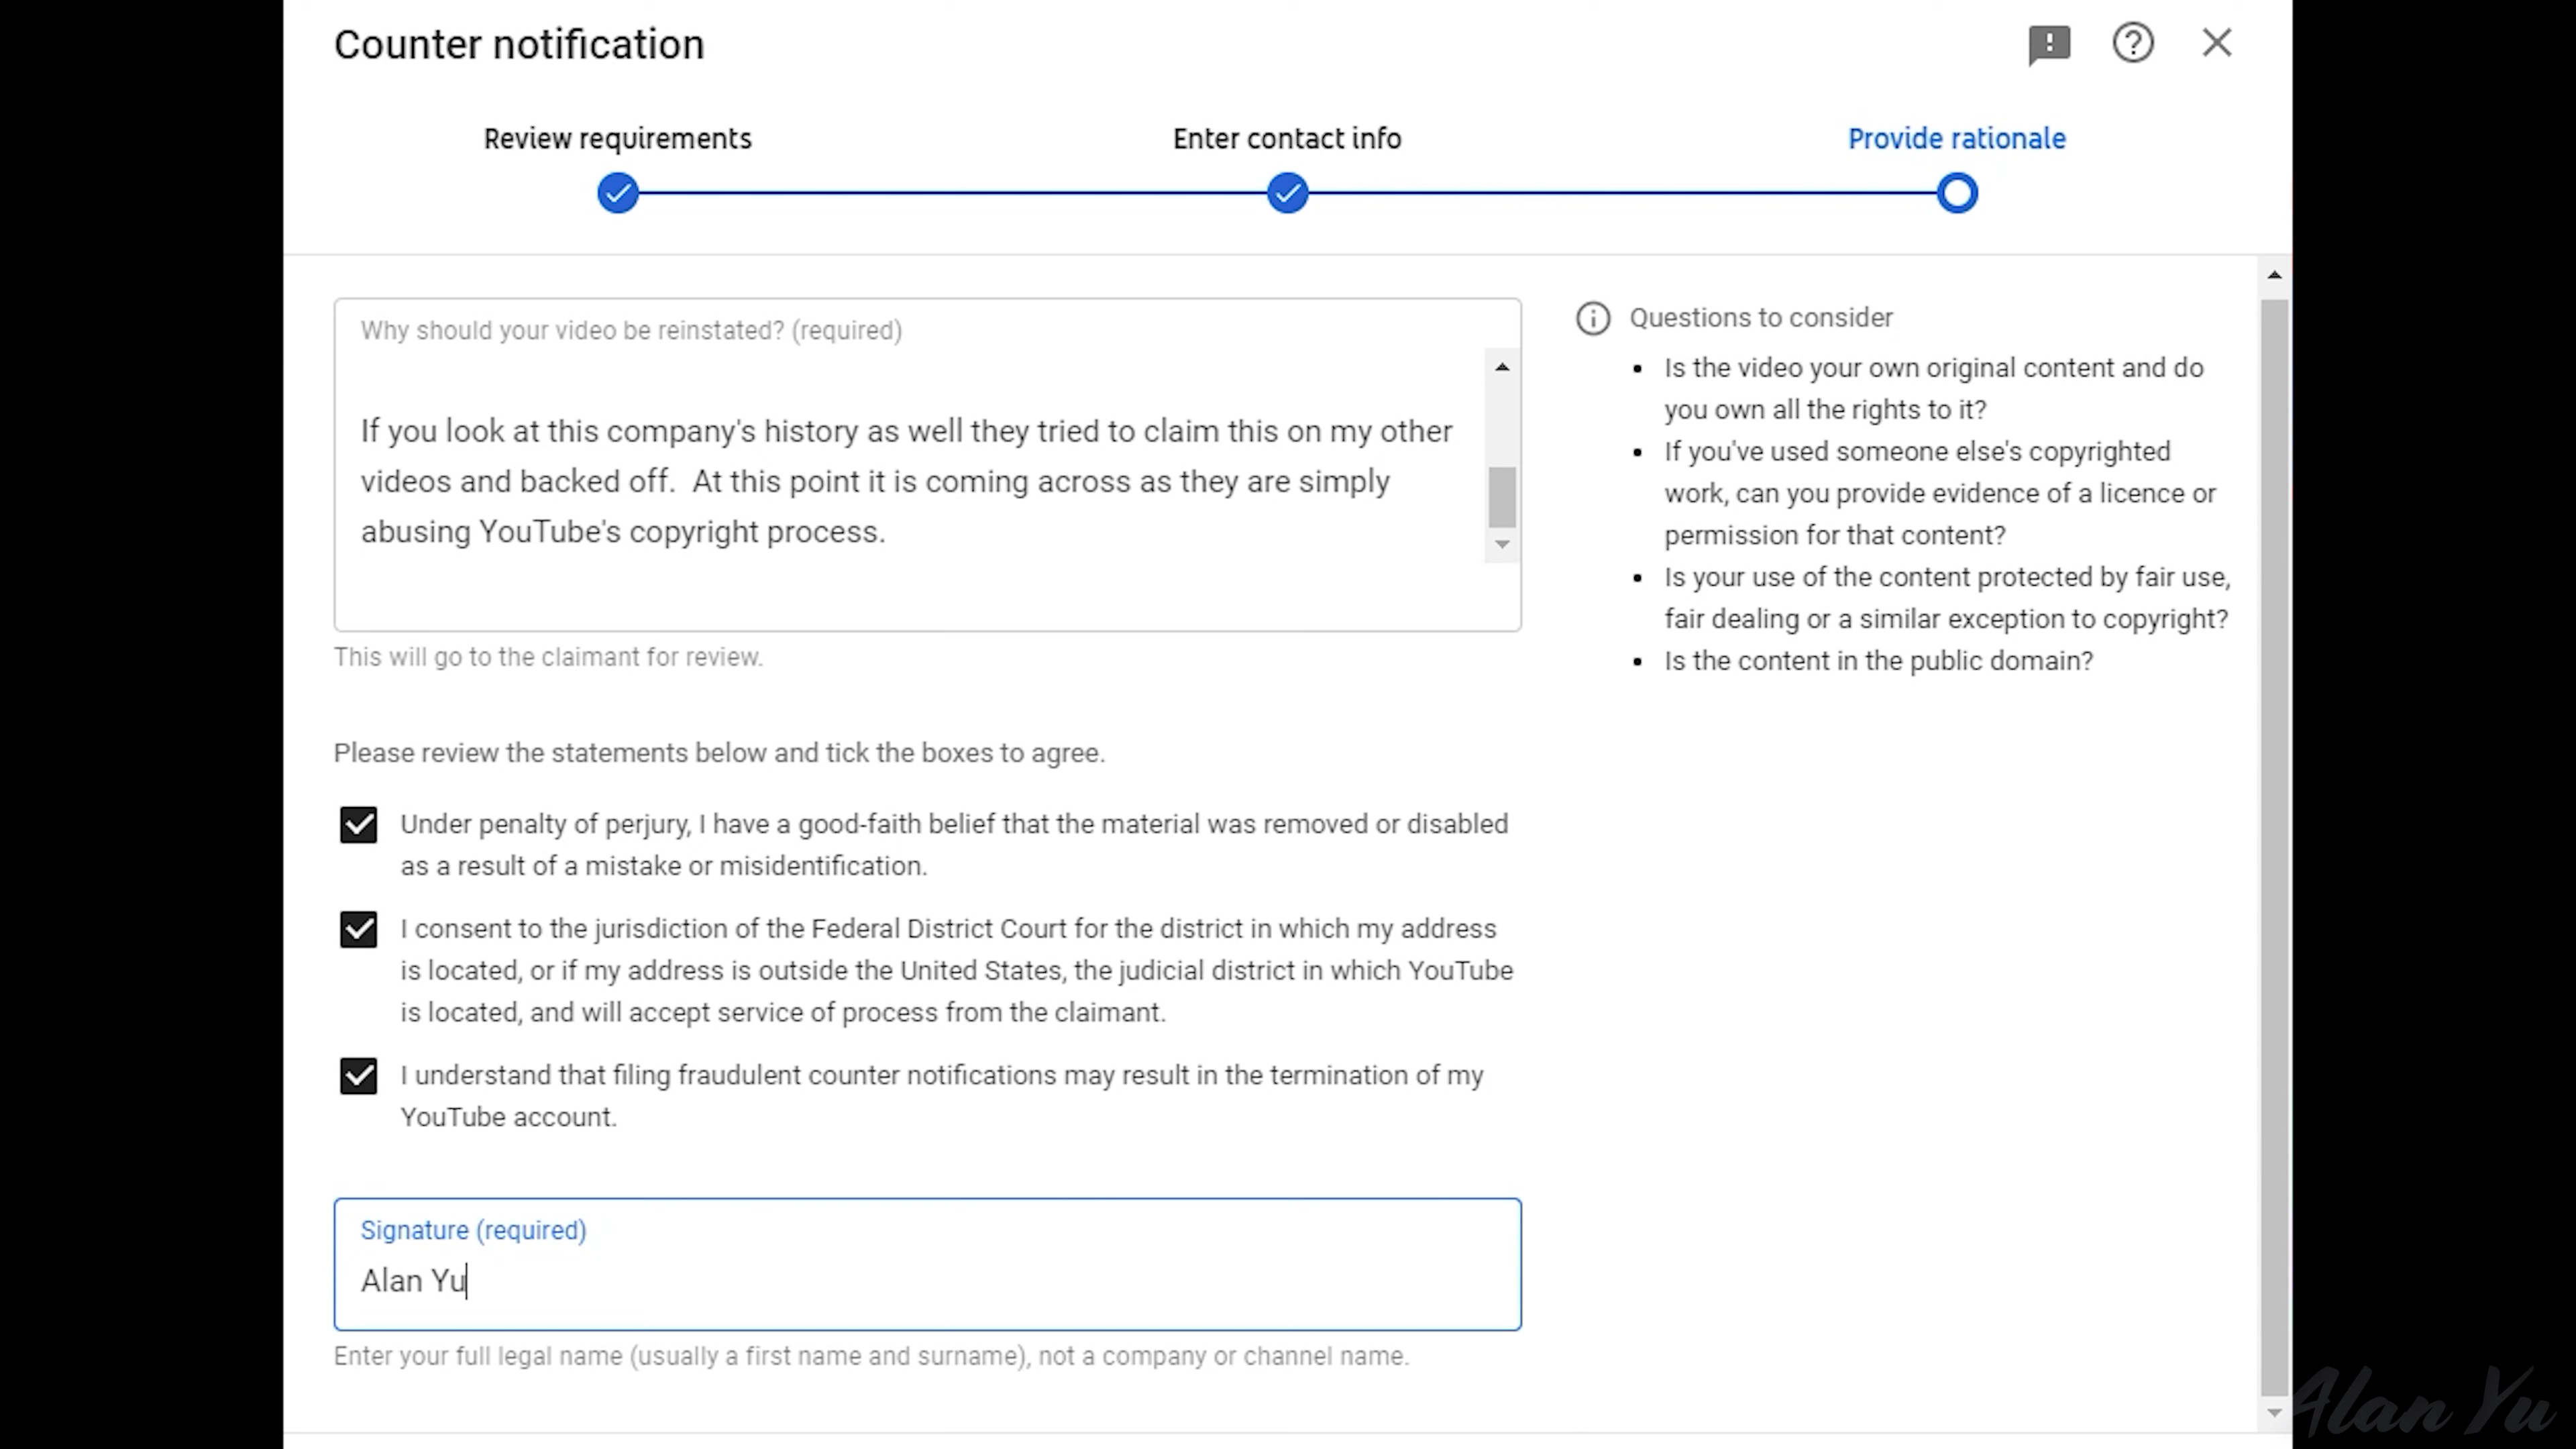 Counter notification
Review requirements
Enter contact info
Provide rationale
Why should your video be reinstated? (required)
If you look at this company's history as well they tried to claim this on my other
videos and backed off.  At this point it is coming across as they are simply
abusing YouTube's copyright process.
This will go to the claimant for review.
Questions to consider
Is the video your own original content and do
you own all the rights to it?
If you've used someone else's copyrighted
work, can you provide evidence of a licence or
permission for that content?
Is your use of the content protected by fair use,
fair dealing or a similar exception to copyright?
Is the content in the public domain?
Please review the statements below and tick the boxes to agree.
Under penalty of perjury, I have a good-faith belief that the material was removed or disabled
as a result of a mistake or misidentification.
I consent to the jurisdiction of the Federal District Court for the district in which my address
is located, or if my address is outside the United States, the judicial district in which YouTube
is located, and will accept service of process from the claimant.
I understand that filing fraudulent counter notifications may result in the termination of my
YouTube account.
Signature (required)
Alan Yu
Enter your full legal name (usually a first name and surname), not a company or channel name.
Alan Yu